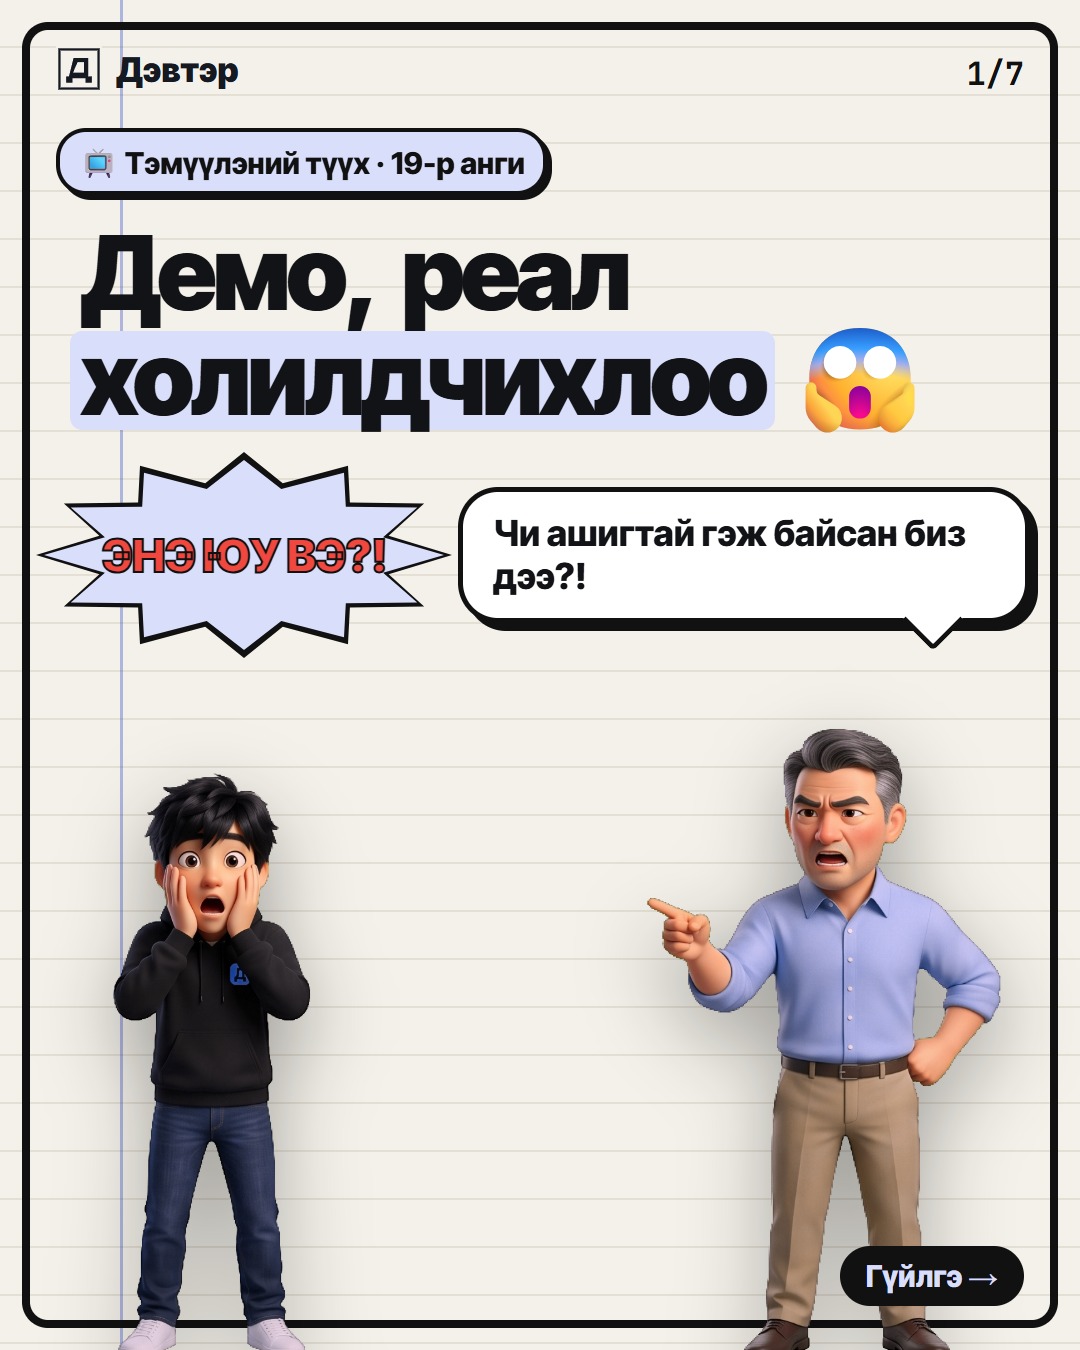 Д Дэвтэр
1/7
Тэмүүлэний түүх · 19-р анги
Демо, реал
холилдчихлоо
ЭНЭ ЮУ ВЭ?!
Чи ашигтай гэж байсан биз
дээ?!
Д
Гүйлгэ →